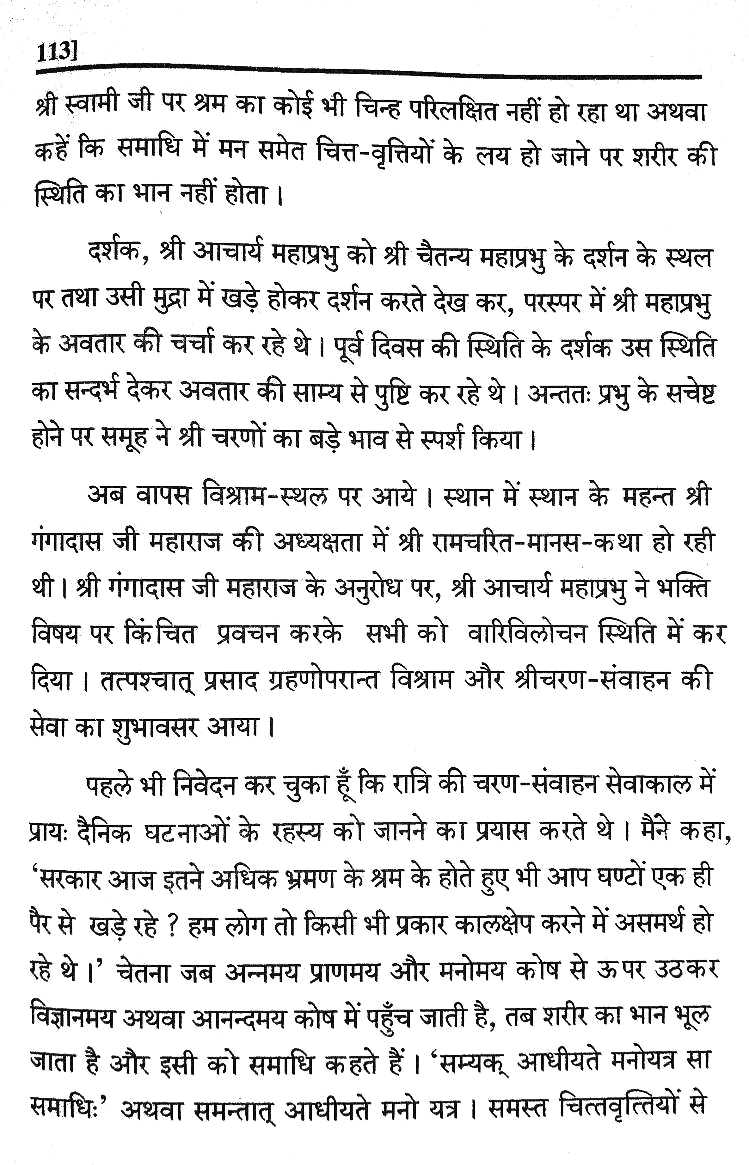 113]
श्री स्वामी जी पर श्रम का कोई भी चिन्ह परिलक्षित नहीं हो रहा था अथवा
कहें कि समाधि में मन समेत चित्त-वृत्तियों के लय हो जाने पर शरीर की
स्थिति का भान नहीं होता ।
दर्शक, श्री आचार्य महाप्रभु को श्री चैतन्य महाप्रभु के दर्शन के स्थल
पर तथा उसी मुद्रा में खड़े होकर दर्शन करते देख कर, परस्पर में श्री महाप्रभु
के अवतार की चर्चा कर रहे थे । पूर्व दिवस की स्थिति के दर्शक उस स्थिति
का सन्दर्भ देकर अवतार की साम्य से पुष्टि कर रहे थे । अन्ततः प्रभु के सचेष्ट
होने पर समूह ने श्री चरणों का बड़े भाव से स्पर्श किया ।
अब वापस विश्राम-स्थल पर आये । स्थान में स्थान के महन्त श्री
गंगादास जी महाराज की अध्यक्षता में श्री रामचरित-मानस-कथा हो रही
थी । श्री गंगादास जी महाराज के अनुरोध पर, श्री आचार्य महाप्रभु ने भक्ति
विषय पर किंचित प्रवचन करके सभी को वारिविलोचन स्थिति में कर
दिया । तत्पश्चात् प्रसाद ग्रहणोपरान्त विश्राम और श्रीचरण-संवाहन की
सेवा का शुभावसर आया ।
पहले भी निवेदन कर चुका हूँ कि रात्रि की चरण-संवाहन सेवाकाल में
प्रायः दैनिक घटनाओं के रहस्य को जानने का प्रयास करते थे । मैंने कहा,
‘सरकार आज इतने अधिक भ्रमण के श्रम के होते हुए भी आप घण्टों एक ही
पैर से खड़े रहे ? हम लोग तो किसी भी प्रकार कालक्षेप करने में असमर्थ हो
रहे थे ।’ चेतना जब अन्नमय प्राणमय और मनोमय कोष से ऊपर उठकर
विज्ञानमय अथवा आनन्दमय कोष में पहुँच जाती है, तब शरीर का भान भूल
जाता है और इसी को समाधि कहते हैं । ‘सम्यक् आधीयते मनोयत्र सा
समाधिः’ अथवा समन्तात् आधीयते मनो यत्र । समस्त चित्तवृत्तियों से